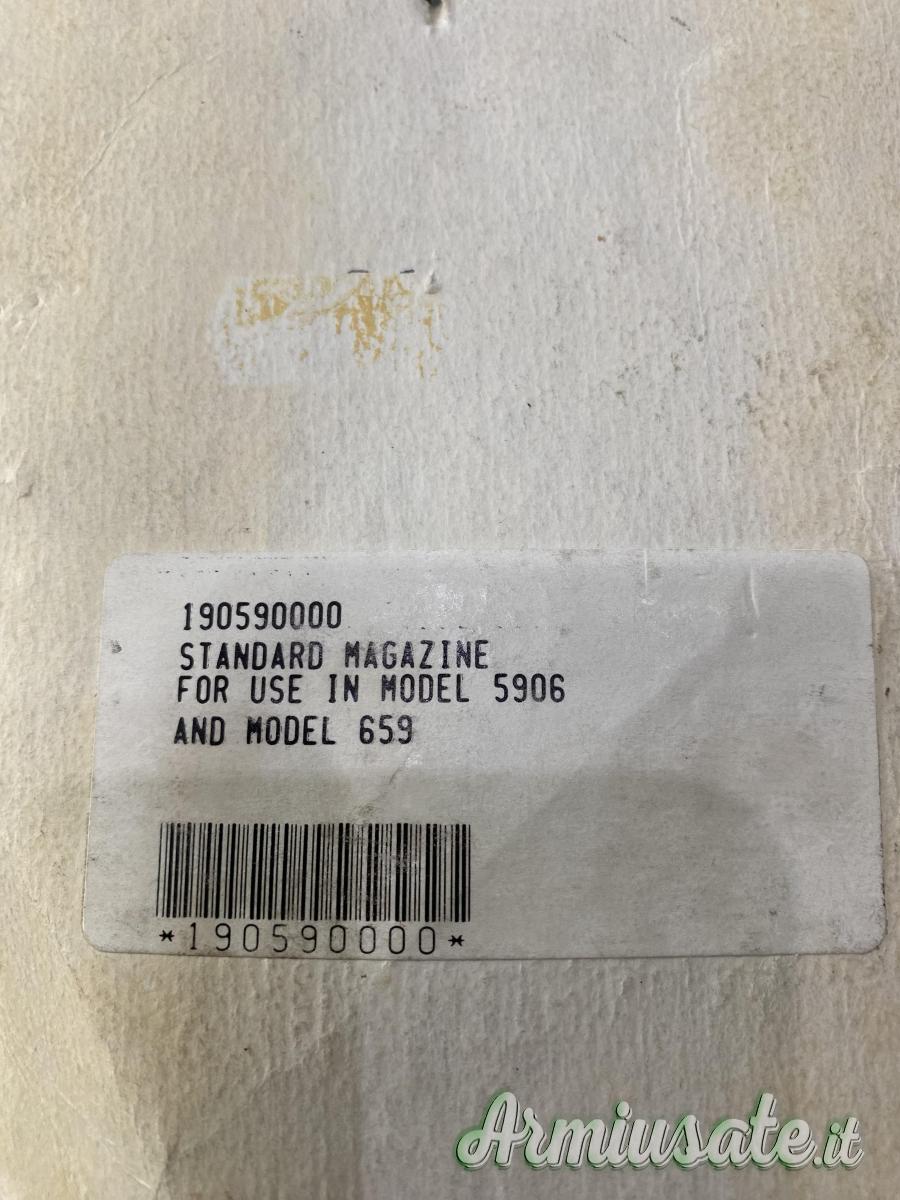 190590000
STANDARD MAGAZINE
FOR USE IN MODEL 5906
AND MODEL 659
*190590000*
Armiusate.it